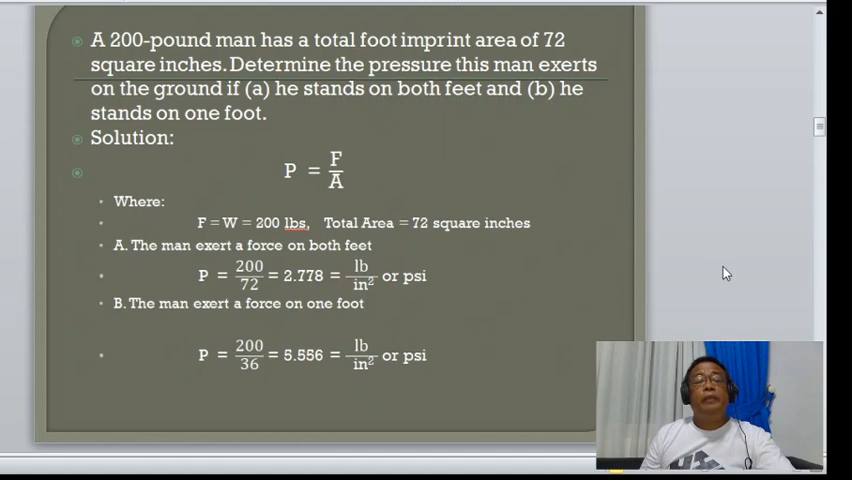 A 200-pound man has a total foot imprint area of 72
square inches. Determine the pressure this man exerts
on the ground if (a) he stands on both feet and (b) he
stands on one foot.
Solution:
P = F/A
Where:
F = W = 200 lbs, Total Area = 72 square inches
A. The man exert a force on both feet
P = 200/72 = 2.778 = lb/in² or psi
B. The man exert a force on one foot
P = 200/36 = 5.556 = lb/in² or psi